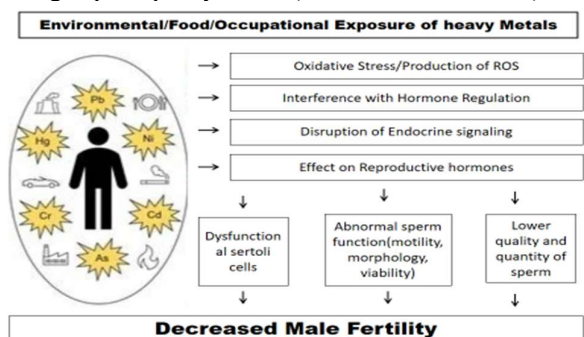 Environmental/Food/Occupational Exposure of heavy Metals
Pb
Hg
Ni
Cr
Cd
As
Oxidative Stress/Production of ROS
Interference with Hormone Regulation
Disruption of Endocrine signaling
Effect on Reproductive hormones
Dysfunction
al sertoli
cells
Abnormal sperm
function(motility,
morphology,
viability)
Lower
quality and
quantity of
sperm
Decreased Male Fertility